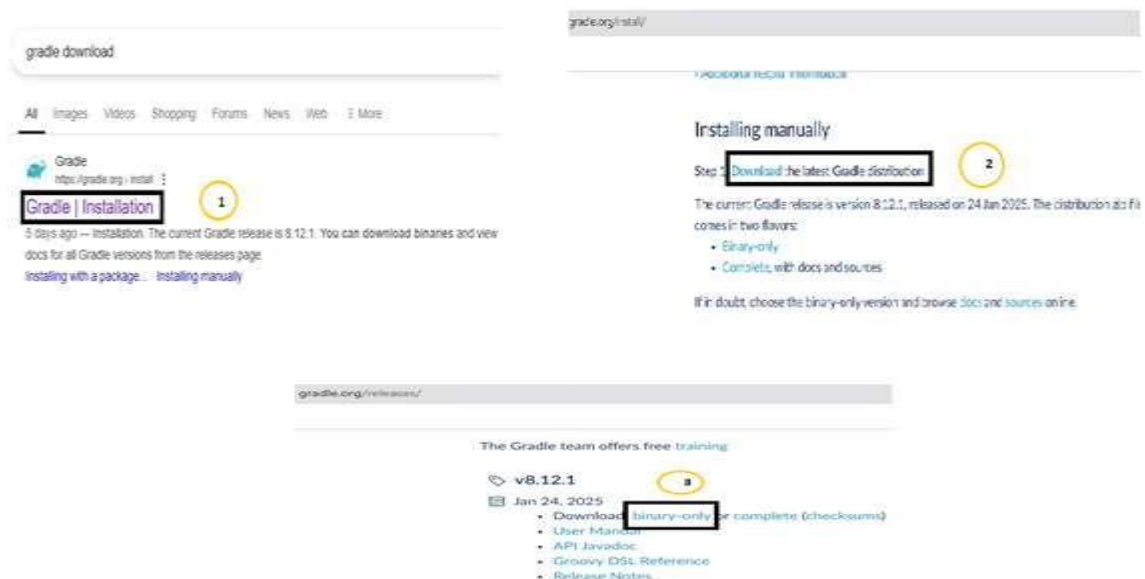 gradle download
All Images Videos Shopping Forums News Web ⋮ More
Gradle
https://gradle.org › install ⋮
Gradle | Installation
1
5 days ago — Installation. The current Gradle release is 8.12.1. You can download binaries and view
docs for all Gradle versions from the releases page.
Installing with a package... Installing manually
gradle.org/install/
Installing manually
Step 1. Download the latest Gradle distribution
2
The current Gradle release is version 8.12.1, released on 24 Jan 2025. The distribution zip fil
comes in two flavors:
• Binary-only
• Complete, with docs and sources
If in doubt, choose the binary-only version and browse docs and sources online.
gradle.org/releases/
The Gradle team offers free training
v8.12.1
3
Jan 24, 2025
• Download: binary-only or complete (checksums)
• User Manual
• API Javadoc
• Groovy DSL Reference
• Release Notes